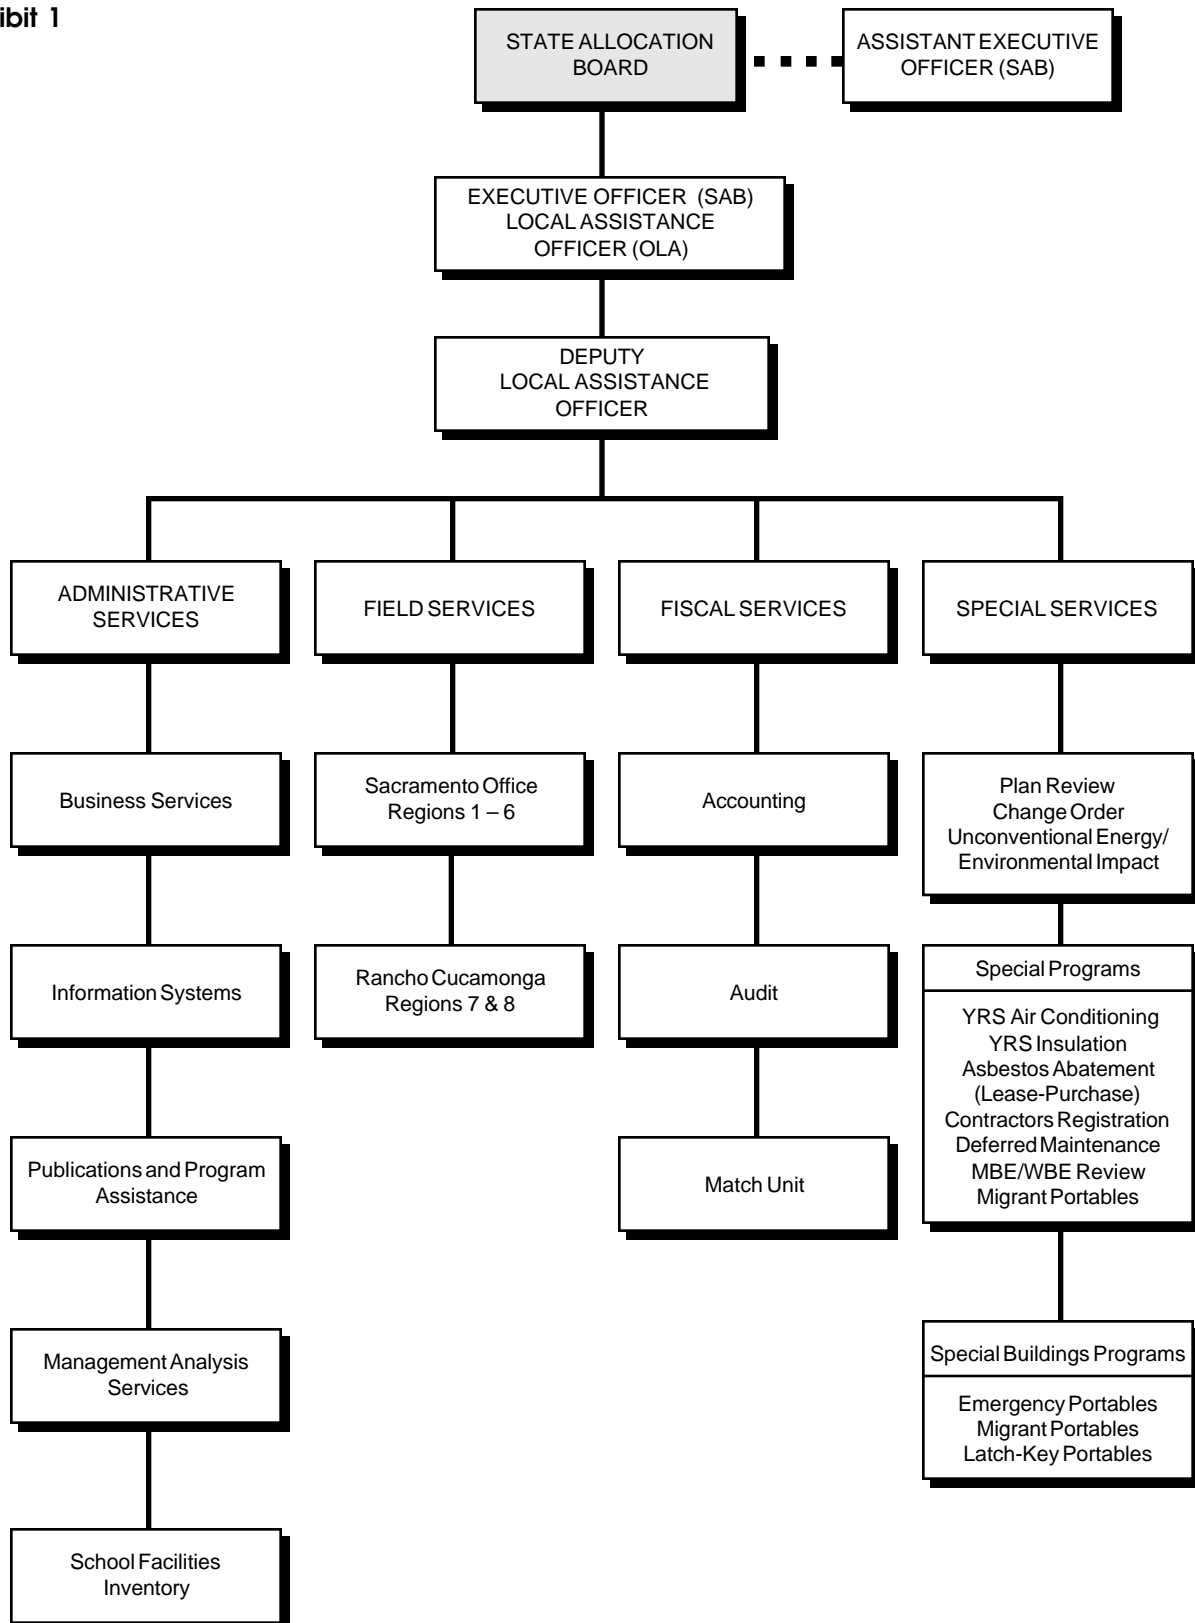 ibit 1
STATE ALLOCATION
BOARD
ASSISTANT EXECUTIVE
OFFICER (SAB)
EXECUTIVE OFFICER (SAB)
LOCAL ASSISTANCE
OFFICER (OLA)
DEPUTY
LOCAL ASSISTANCE
OFFICER
ADMINISTRATIVE
SERVICES
FIELD SERVICES
FISCAL SERVICES
SPECIAL SERVICES
Business Services
Sacramento Office
Regions 1 – 6
Accounting
Plan Review
Change Order
Unconventional Energy/
Environmental Impact
Information Systems
Rancho Cucamonga
Regions 7 & 8
Audit
Special Programs
YRS Air Conditioning
YRS Insulation
Asbestos Abatement
(Lease-Purchase)
Contractors Registration
Deferred Maintenance
MBE/WBE Review
Migrant Portables
Publications and Program
Assistance
Match Unit
Management Analysis
Services
Special Buildings Programs
Emergency Portables
Migrant Portables
Latch-Key Portables
School Facilities
Inventory